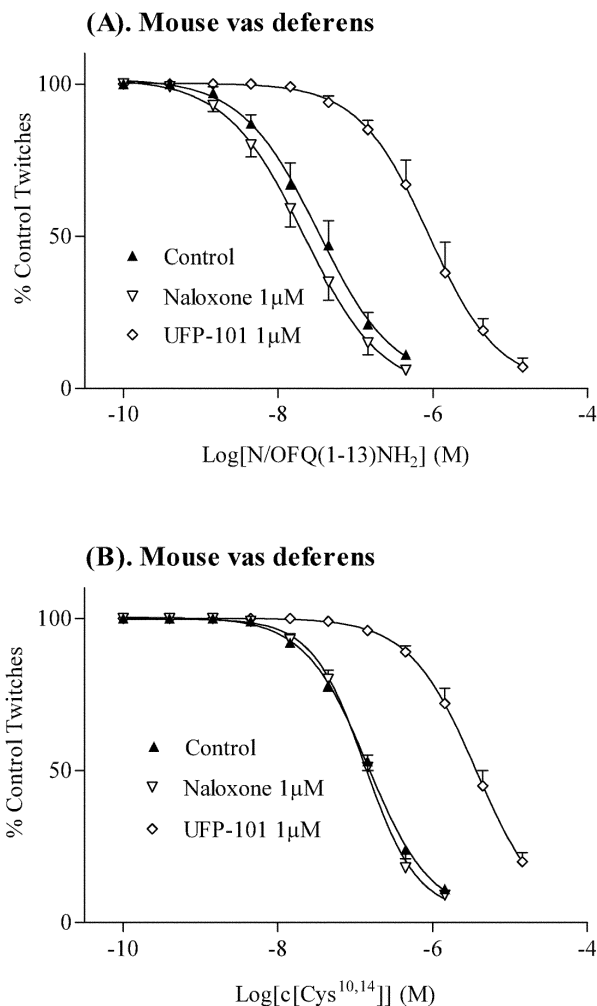 (A). Mouse vas deferens
100
50
0
% Control Twitches
Control
Naloxone 1μM
UFP-101 1μM
-10
-8
-6
-4
Log[N/OFQ(1-13)NH₂] (M)
(B). Mouse vas deferens
100
50
0
% Control Twitches
Control
Naloxone 1μM
UFP-101 1μM
-10
-8
-6
-4
Log[c[Cys¹⁰,¹⁴]] (M)